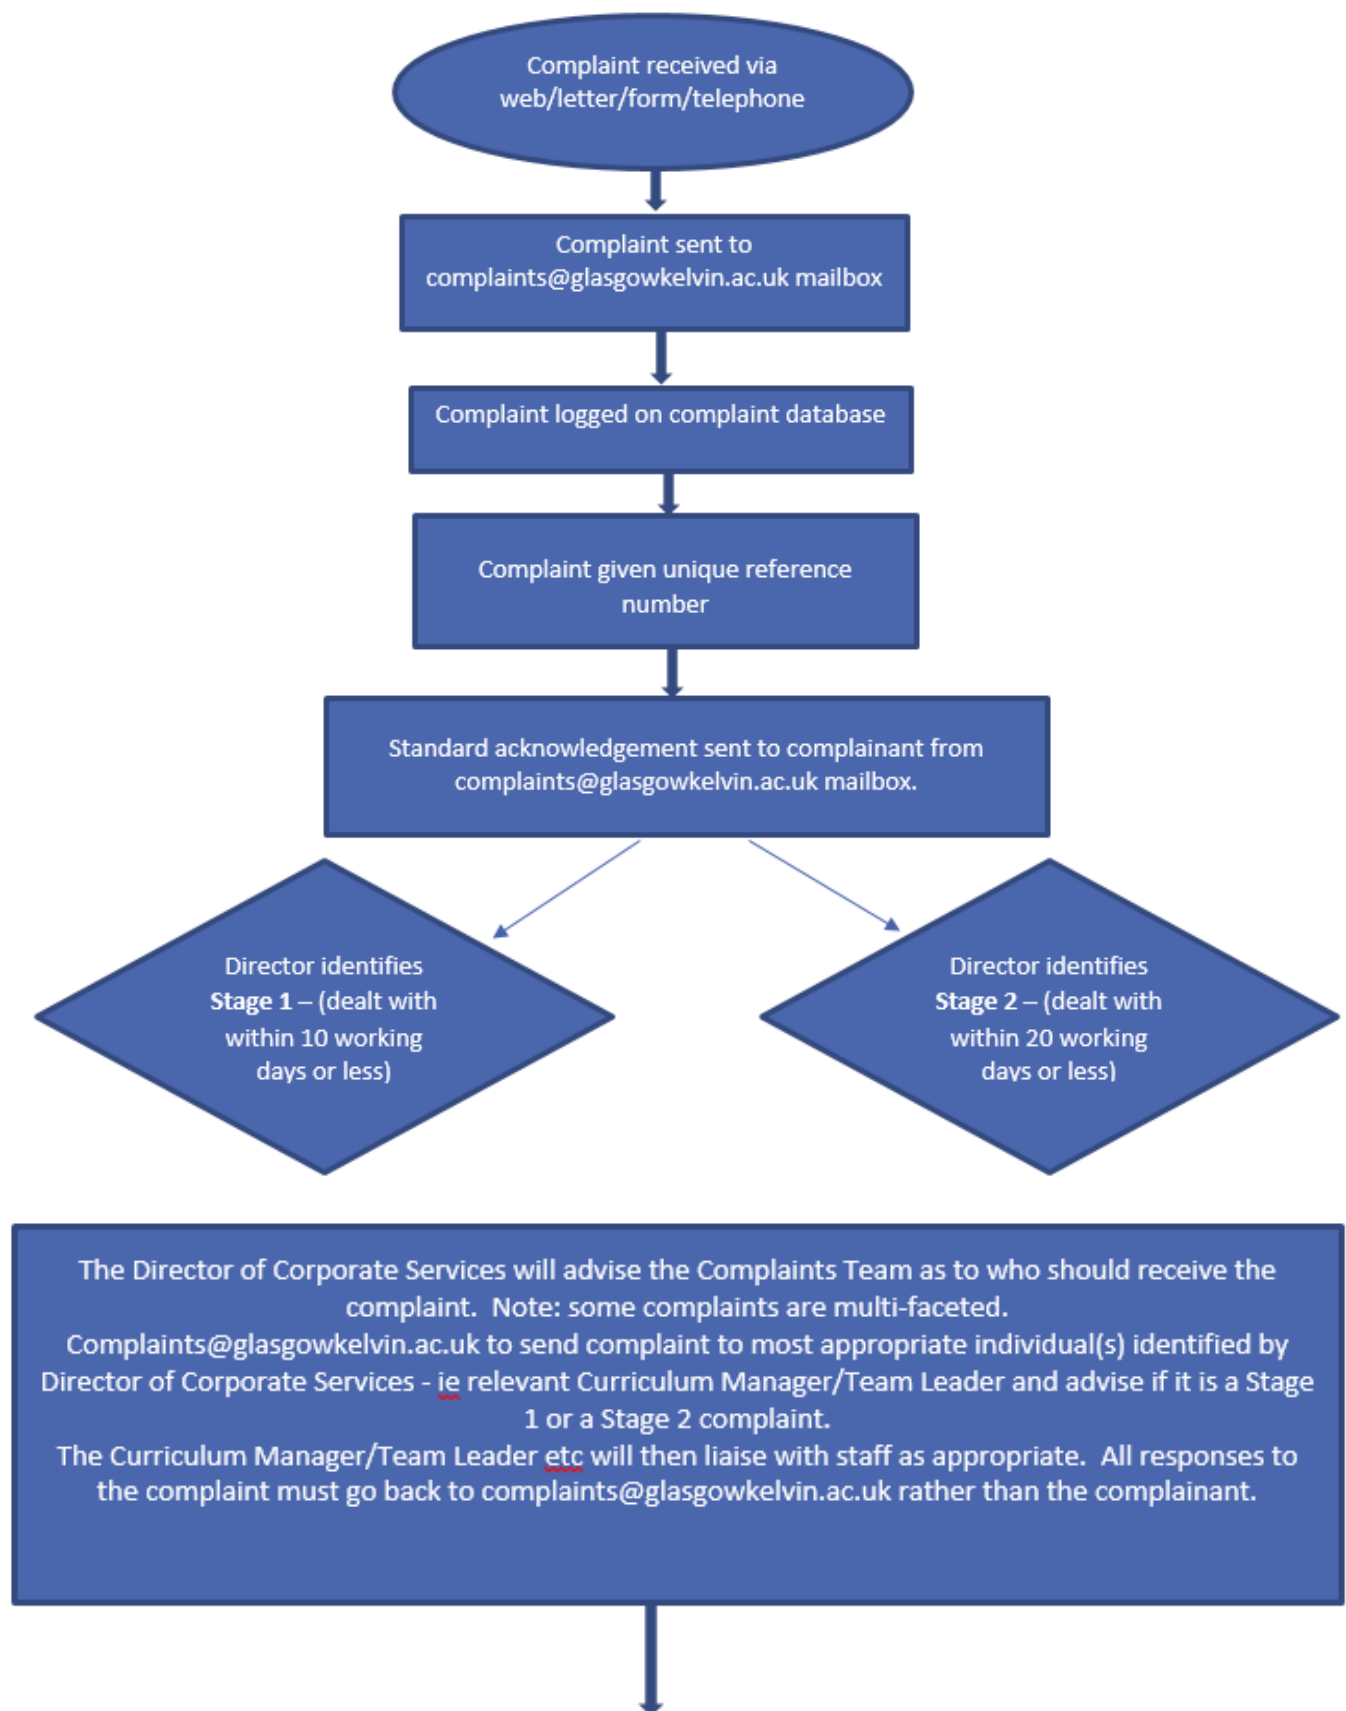 Complaint received via
web/letter/form/telephone
Complaint sent to
complaints@glasgowkelvin.ac.uk mailbox
Complaint logged on complaint database
Complaint given unique reference
number
Standard acknowledgement sent to complainant from
complaints@glasgowkelvin.ac.uk mailbox.
Director identifies
Stage 1 – (dealt with
within 10 working
days or less)
Director identifies
Stage 2 – (dealt with
within 20 working
days or less)
The Director of Corporate Services will advise the Complaints Team as to who should receive the
complaint.  Note: some complaints are multi-faceted.
Complaints@glasgowkelvin.ac.uk to send complaint to most appropriate individual(s) identified by
Director of Corporate Services - ie relevant Curriculum Manager/Team Leader and advise if it is a Stage
1 or a Stage 2 complaint.
The Curriculum Manager/Team Leader etc will then liaise with staff as appropriate.  All responses to
the complaint must go back to complaints@glasgowkelvin.ac.uk rather than the complainant.